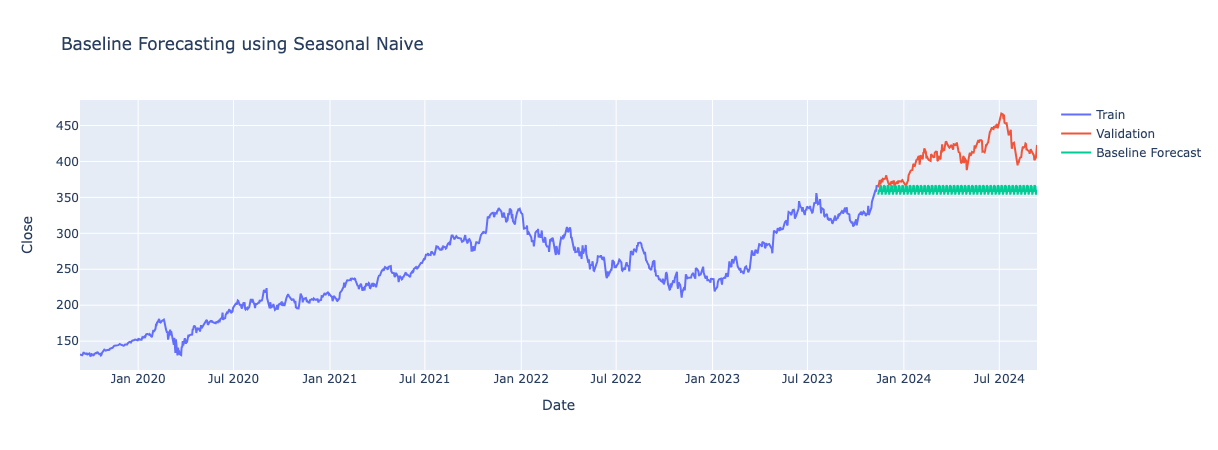 Baseline Forecasting using Seasonal Naive
Train
Validation
Baseline Forecast
450
400
350
300
250
200
150
Close
Jan 2020 Jul 2020 Jan 2021 Jul 2021 Jan 2022 Jul 2022 Jan 2023 Jul 2023 Jan 2024 Jul 2024
Date